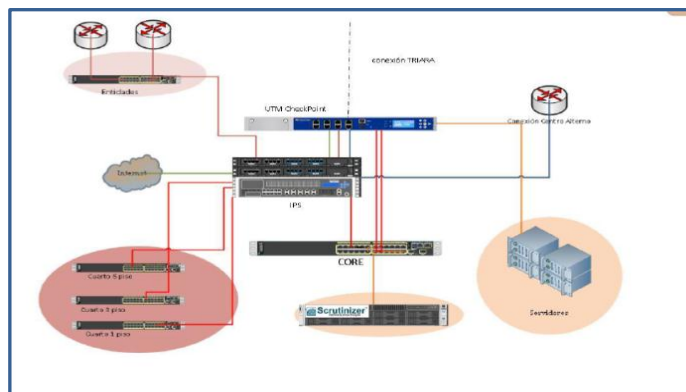 conexión TRIARA
Entidades
UTM CheckPoint
Conexión Centro Alterno
Internet
IPS
CORE
Cuarto 5 piso
Cuarto 3 piso
Cuarto 1 piso
Scrutinizer
Servidores